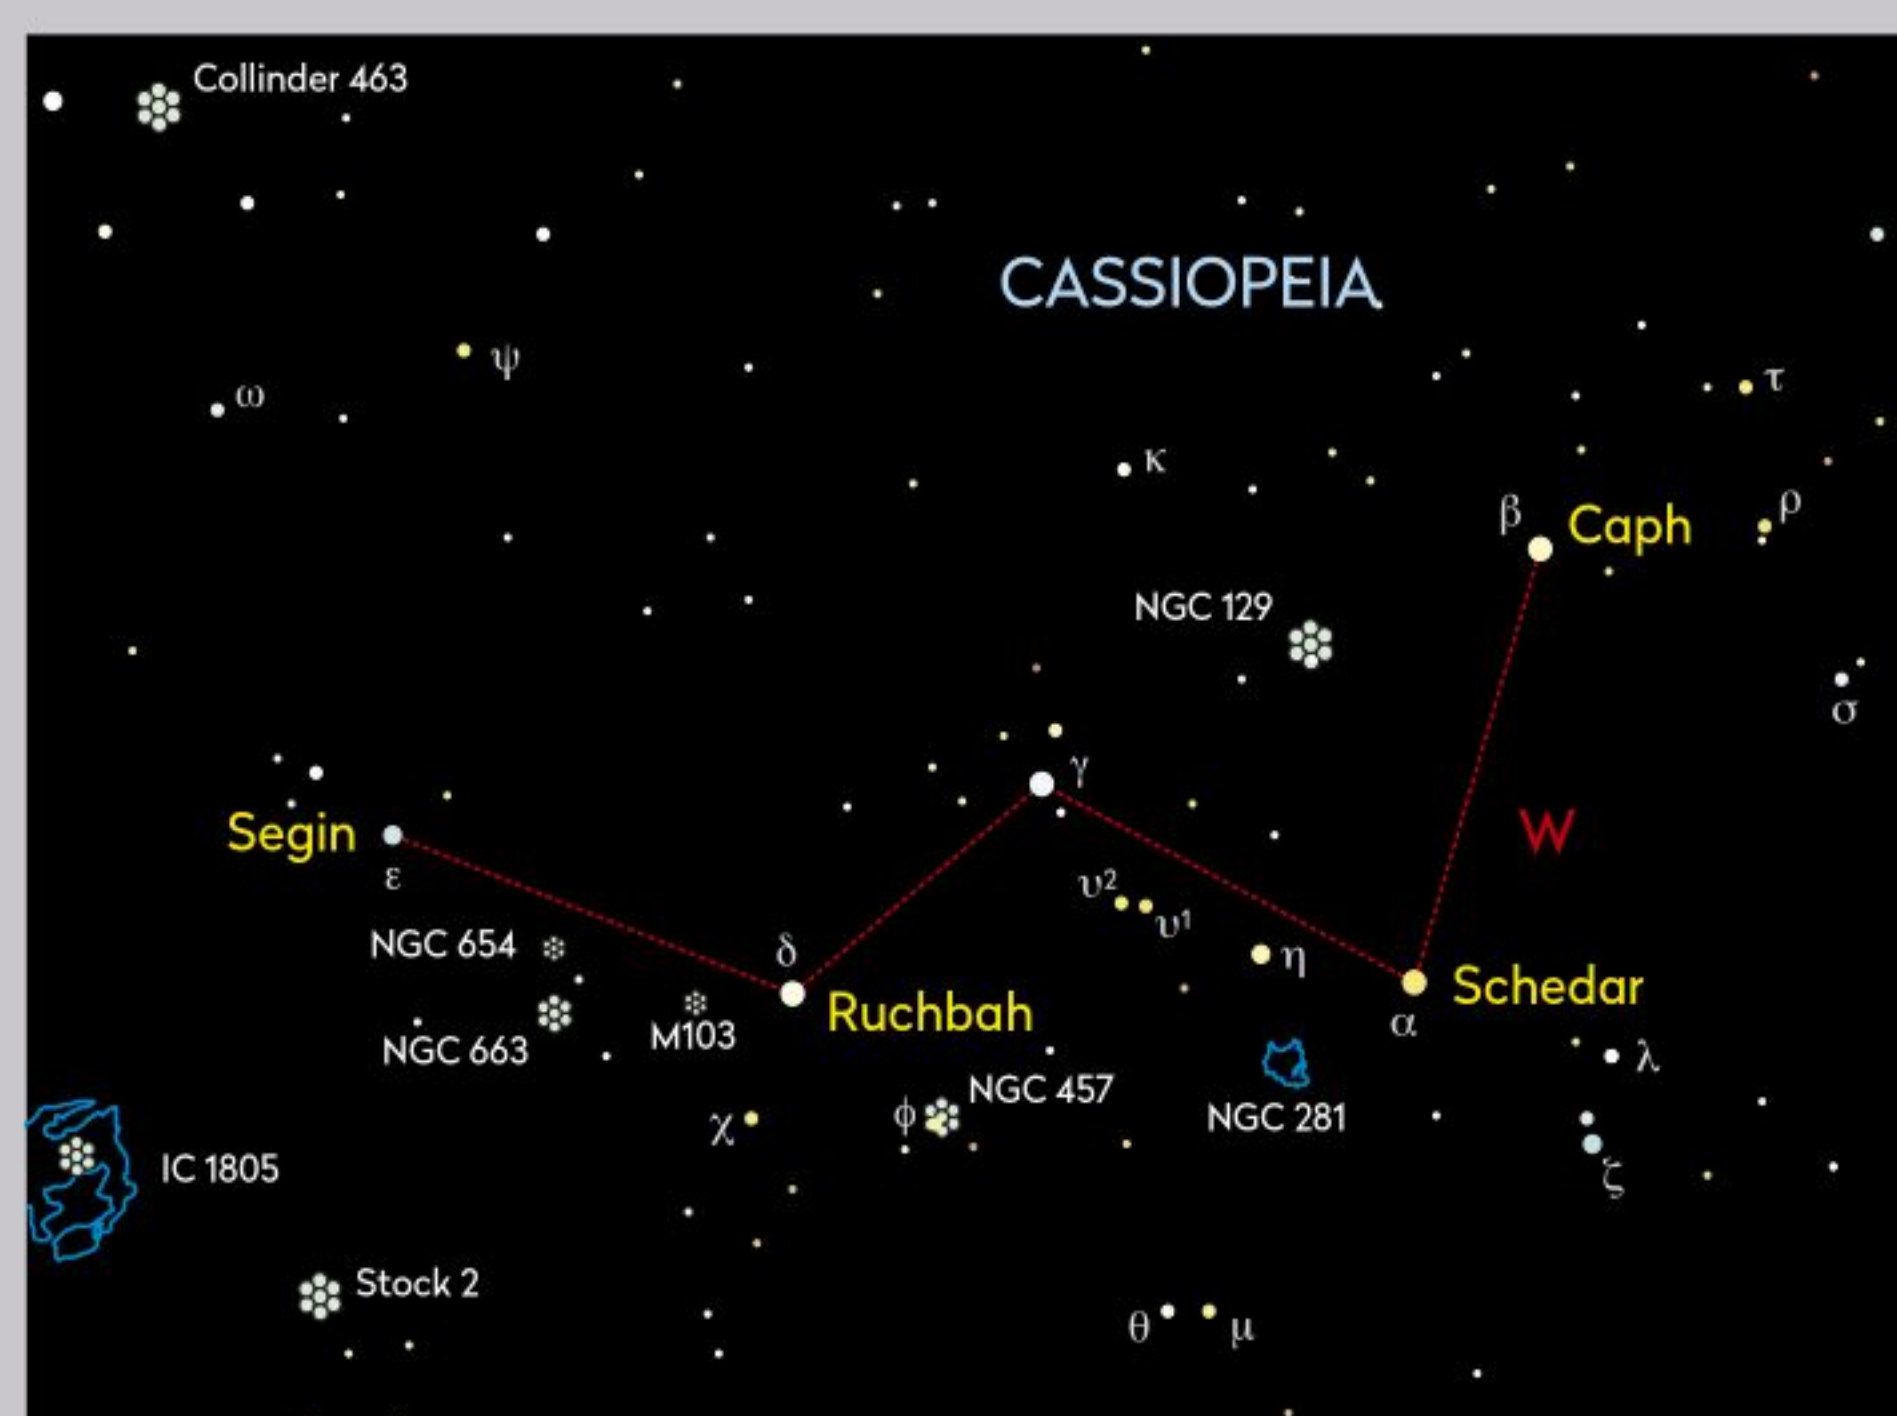 Collinder 463
CASSIOPEIA
ψ
ω
τ
κ
ρ
β
Caph
NGC 129
σ
γ
W
Segin
ε
υ2
υ1
NGC 654
δ
η
Schedar
Ruchbah
α
M103
NGC 663
λ
NGC 457
φ
NGC 281
χ
IC 1805
ζ
Stock 2
θ
μ